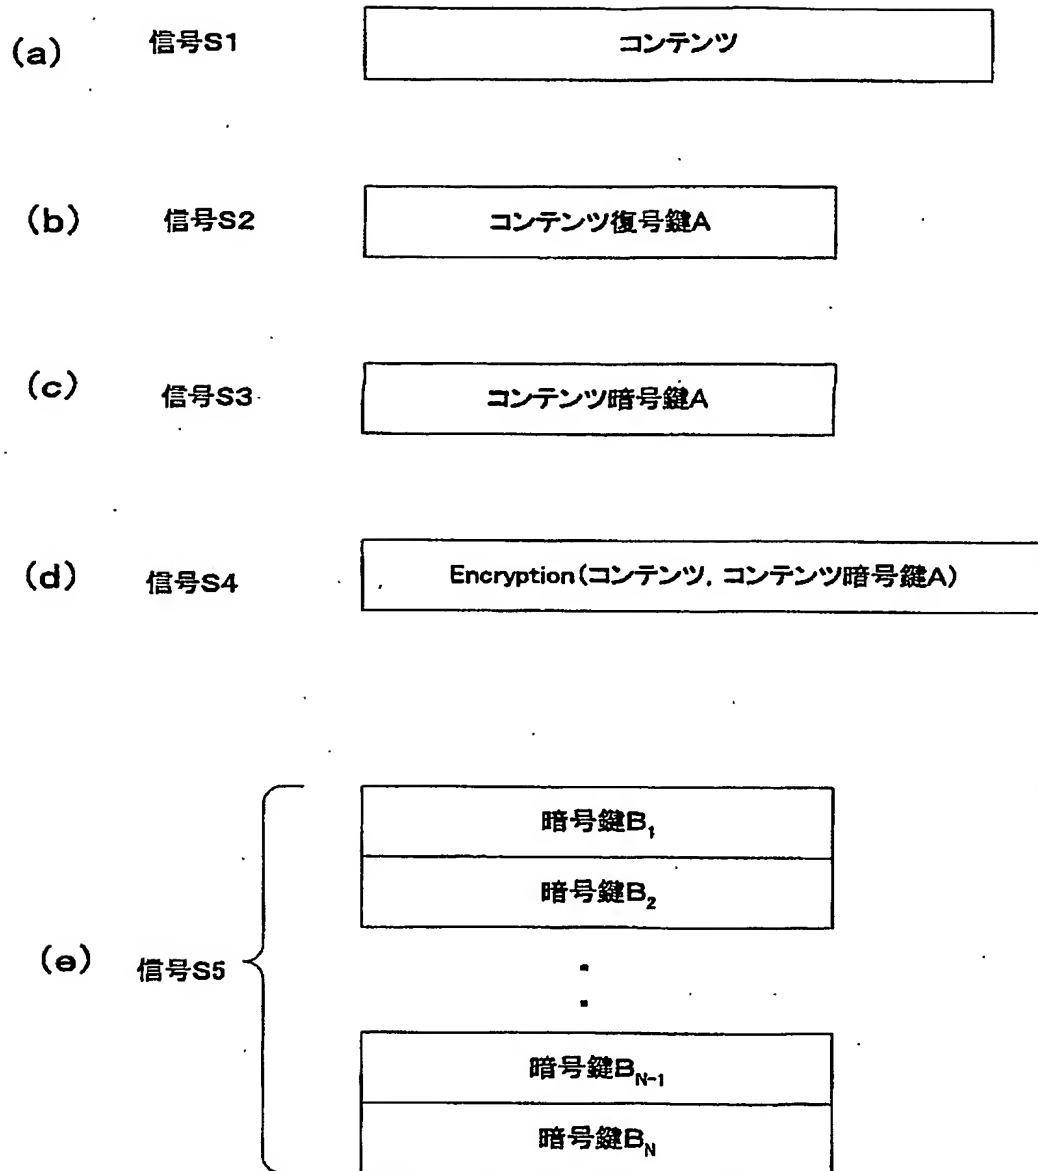 (a) 信号S1 コンテンツ
(b) 信号S2 コンテンツ復号鍵A
(c) 信号S3 コンテンツ暗号鍵A
(d) 信号S4 Encryption(コンテンツ, コンテンツ暗号鍵A)
暗号鍵B₁
暗号鍵B₂
(e) 信号S5
暗号鍵B_{N-1}
暗号鍵B_N